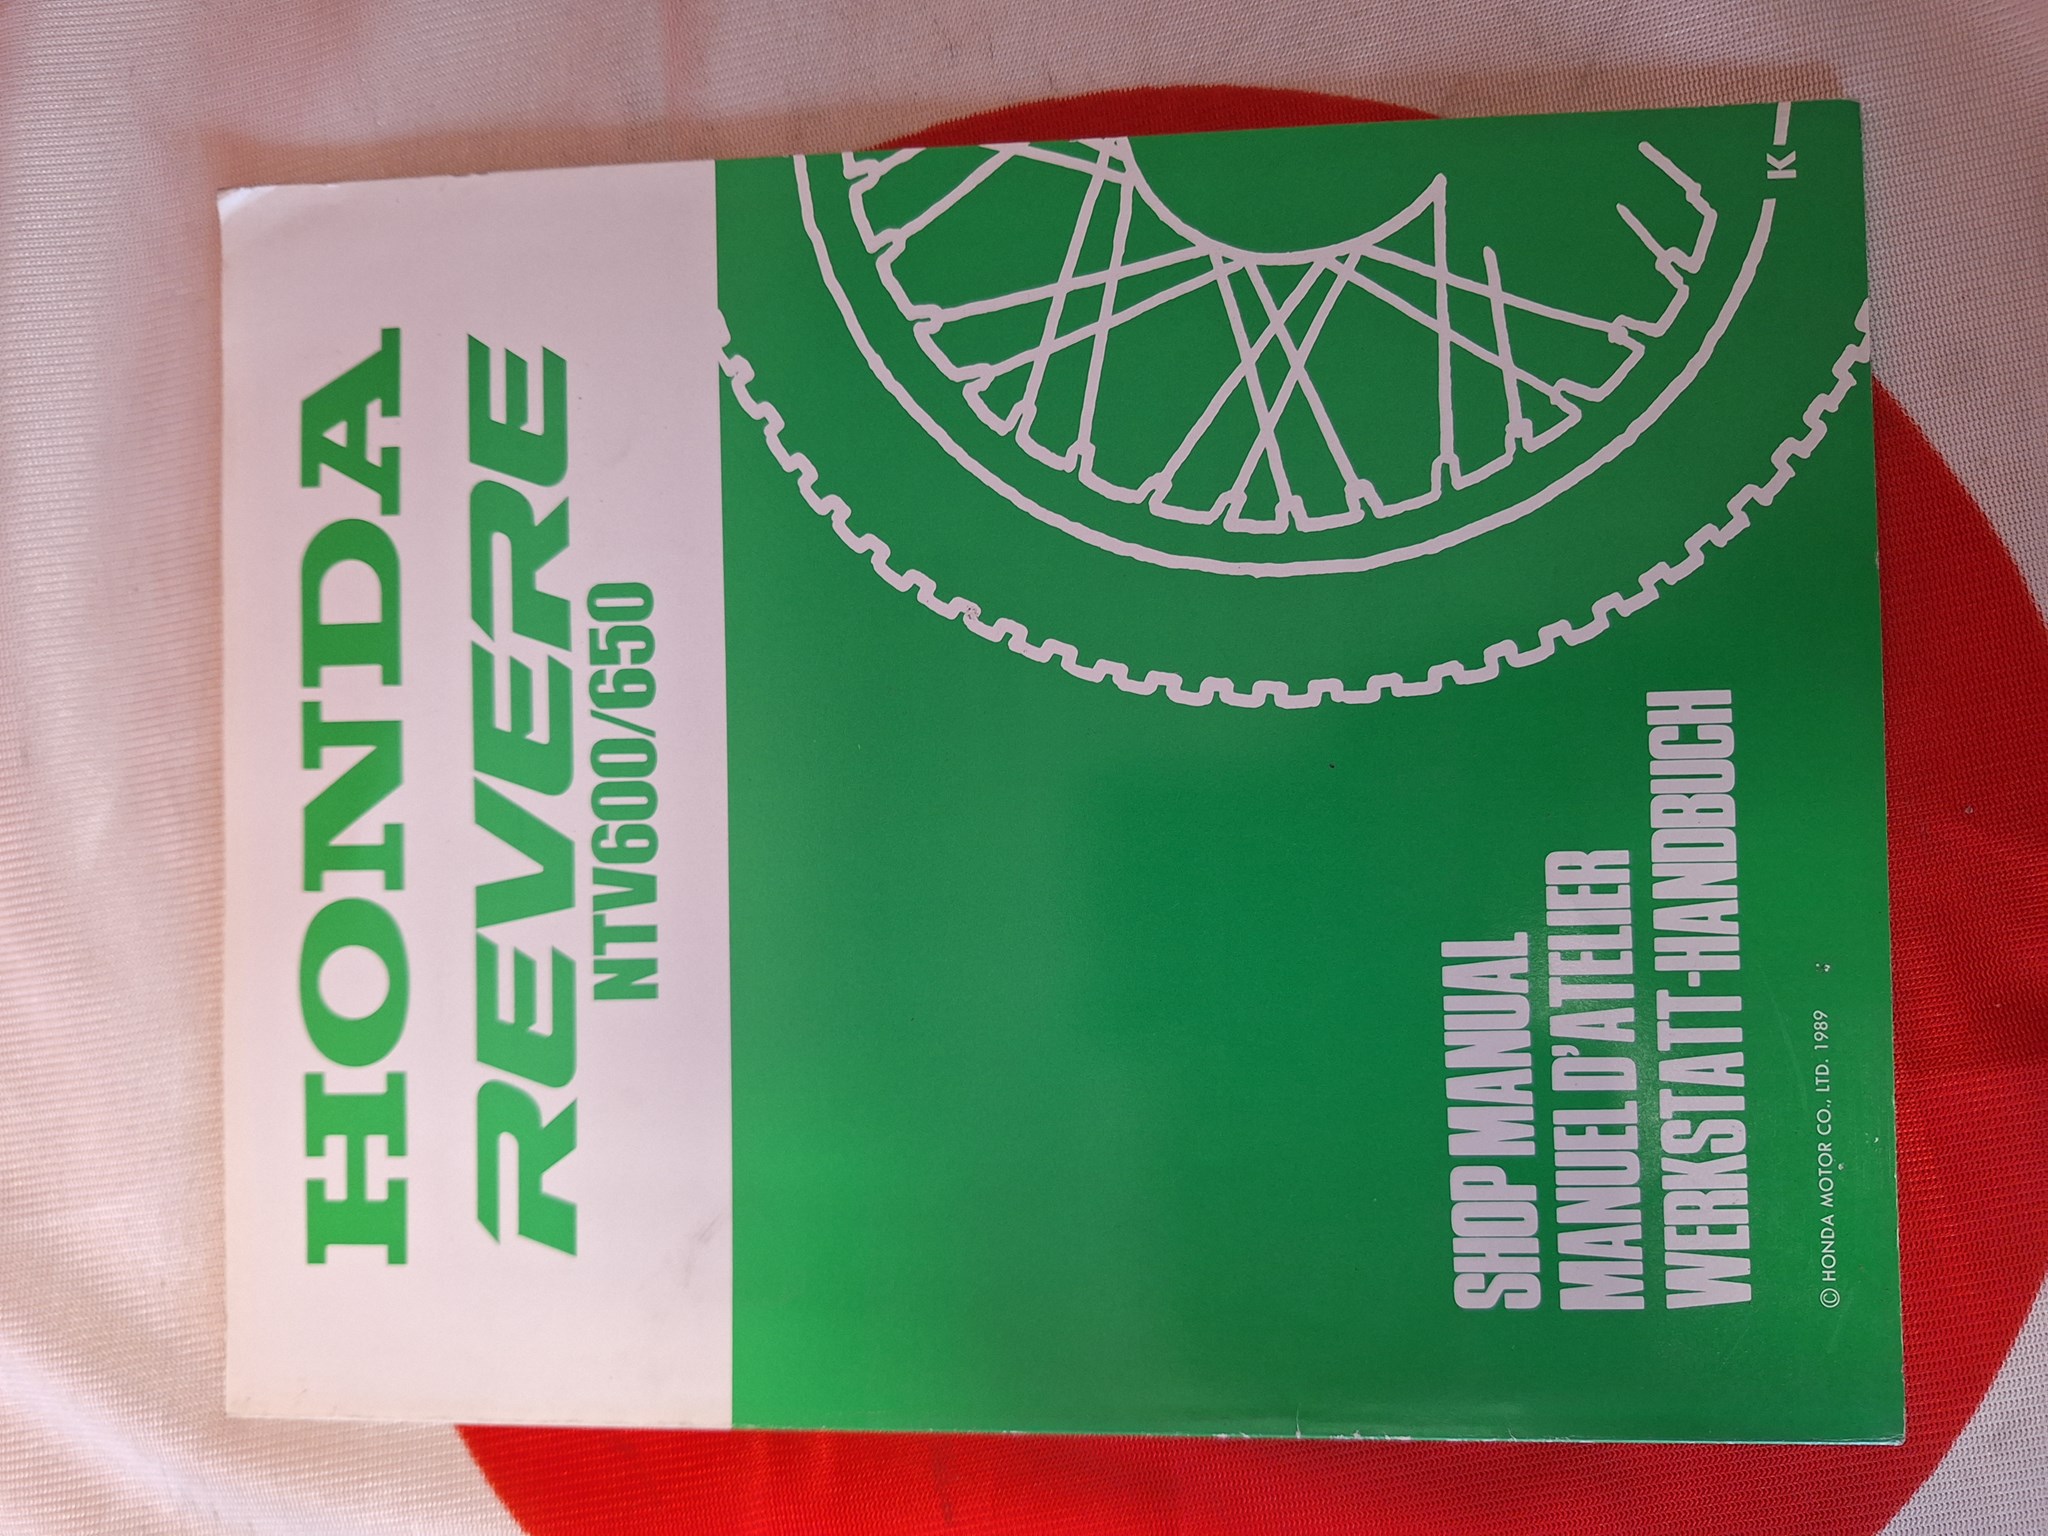 HONDA
REVERE
NTV600/650
SHOP MANUAL
MANUEL D'ATELIER
WERKSTATT-HANDBUCH
© HONDA MOTOR CO., LTD. 1989
K